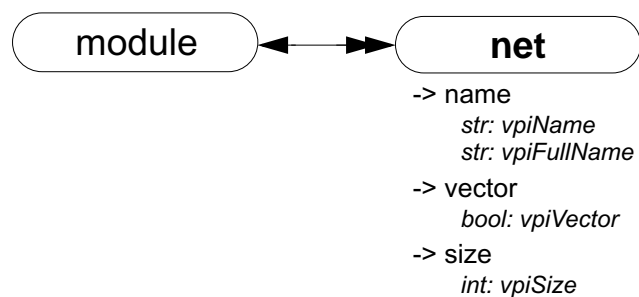 module
net
-> name
str: vpiName
str: vpiFullName
-> vector
bool: vpiVector
-> size
int: vpiSize